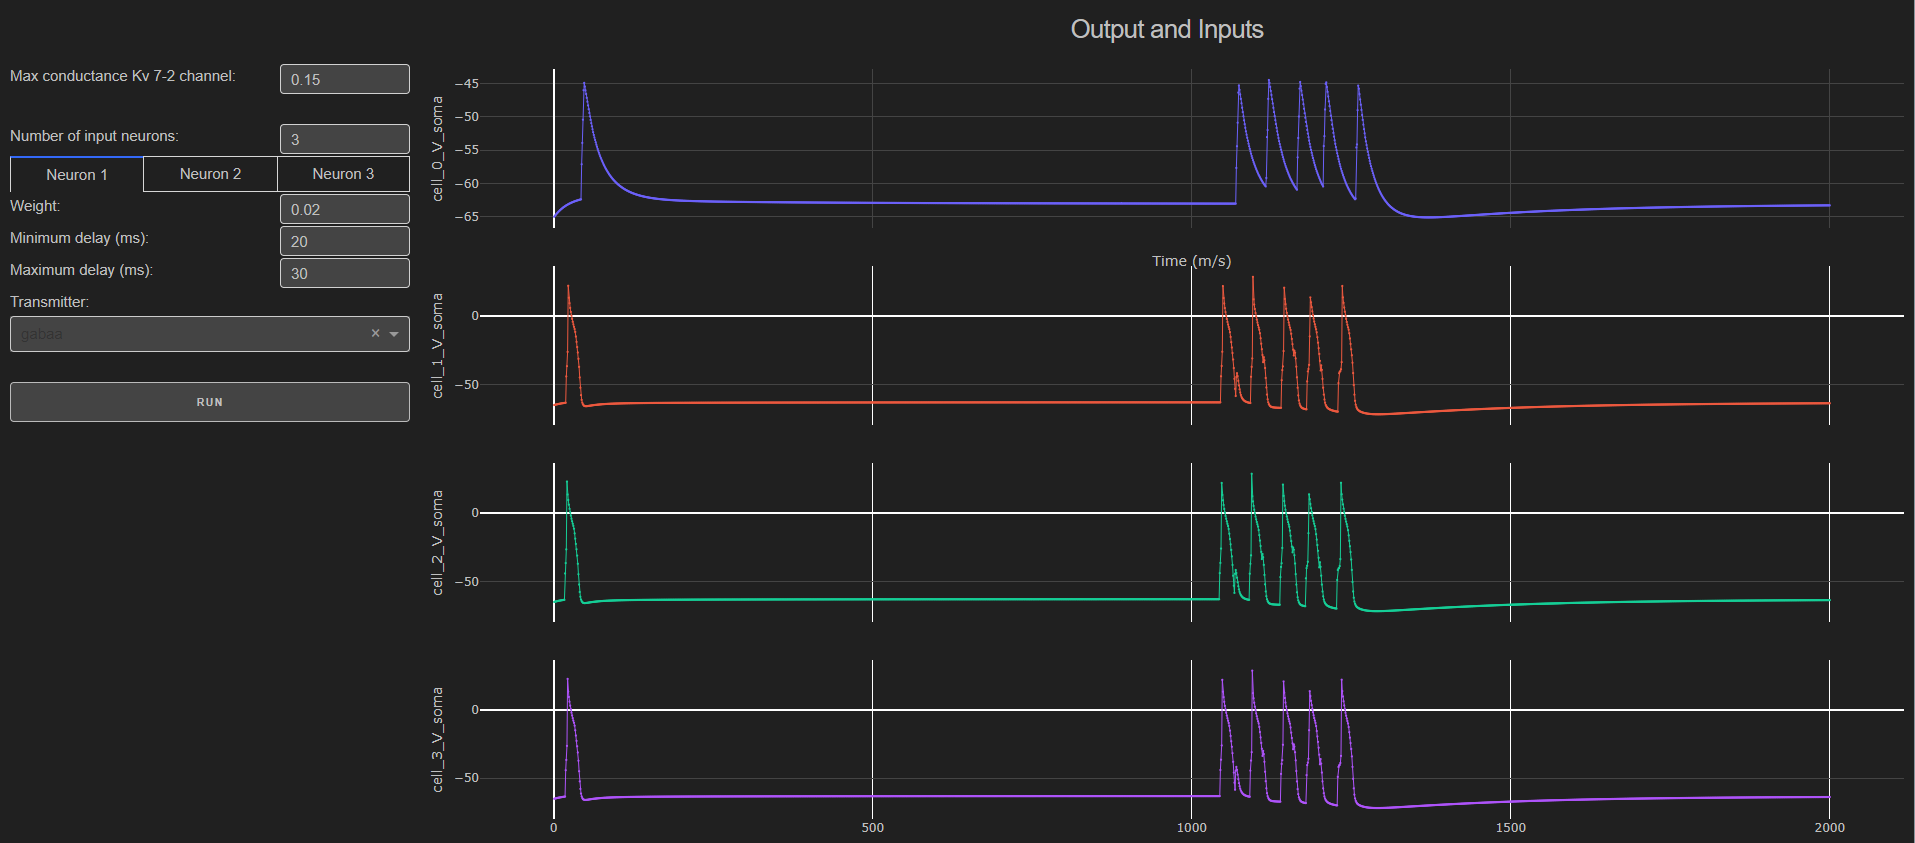 Output and Inputs
Max conductance Kv 7-2 channel: 0.15
Number of input neurons: 3
Neuron 1 Neuron 2 Neuron 3
Weight: 0.02
Minimum delay (ms): 20
Maximum delay (ms): 30
Transmitter:
gabaa × 
RUN
cell_0_V_soma
−45
−50
−55
−60
−65
Time (m/s)
cell_1_V_soma
0
−50
cell_2_V_soma
0
−50
cell_3_V_soma
0
−50
0 500 1000 1500 2000